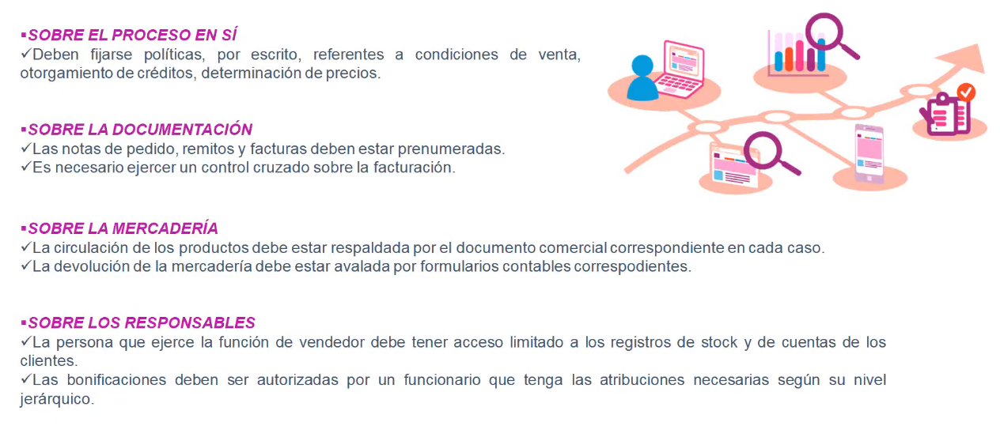 ▪SOBRE EL PROCESO EN SÍ
✓Deben fijarse políticas, por escrito, referentes a condiciones de venta,
otorgamiento de créditos, determinación de precios.
▪SOBRE LA DOCUMENTACIÓN
✓Las notas de pedido, remitos y facturas deben estar prenumeradas.
✓Es necesario ejercer un control cruzado sobre la facturación.
▪SOBRE LA MERCADERÍA
✓La circulación de los productos debe estar respaldada por el documento comercial correspondiente en cada caso.
✓La devolución de la mercadería debe estar avalada por formularios contables correspodientes.
▪SOBRE LOS RESPONSABLES
✓La persona que ejerce la función de vendedor debe tener acceso limitado a los registros de stock y de cuentas de los
clientes.
✓Las bonificaciones deben ser autorizadas por un funcionario que tenga las atribuciones necesarias según su nivel
jerárquico.